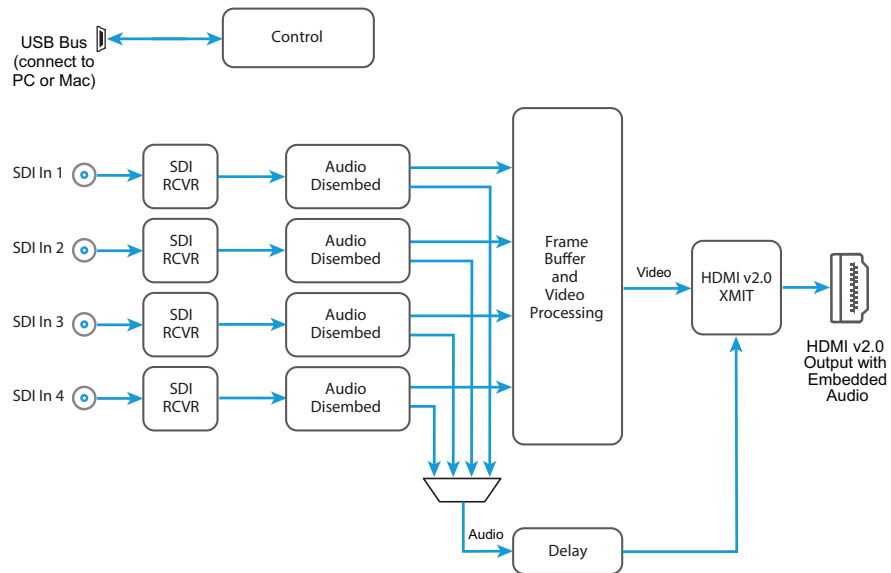 USB Bus
(connect to
PC or Mac)
Control
SDI In 1
SDI
RCVR
Audio
Disembed
SDI In 2
SDI
RCVR
Audio
Disembed
SDI In 3
SDI
RCVR
Audio
Disembed
SDI In 4
SDI
RCVR
Audio
Disembed
Frame
Buffer
and
Video
Processing
Video
HDMI v2.0
XMIT
HDMI v2.0
Output with
Embedded
Audio
Audio
Delay